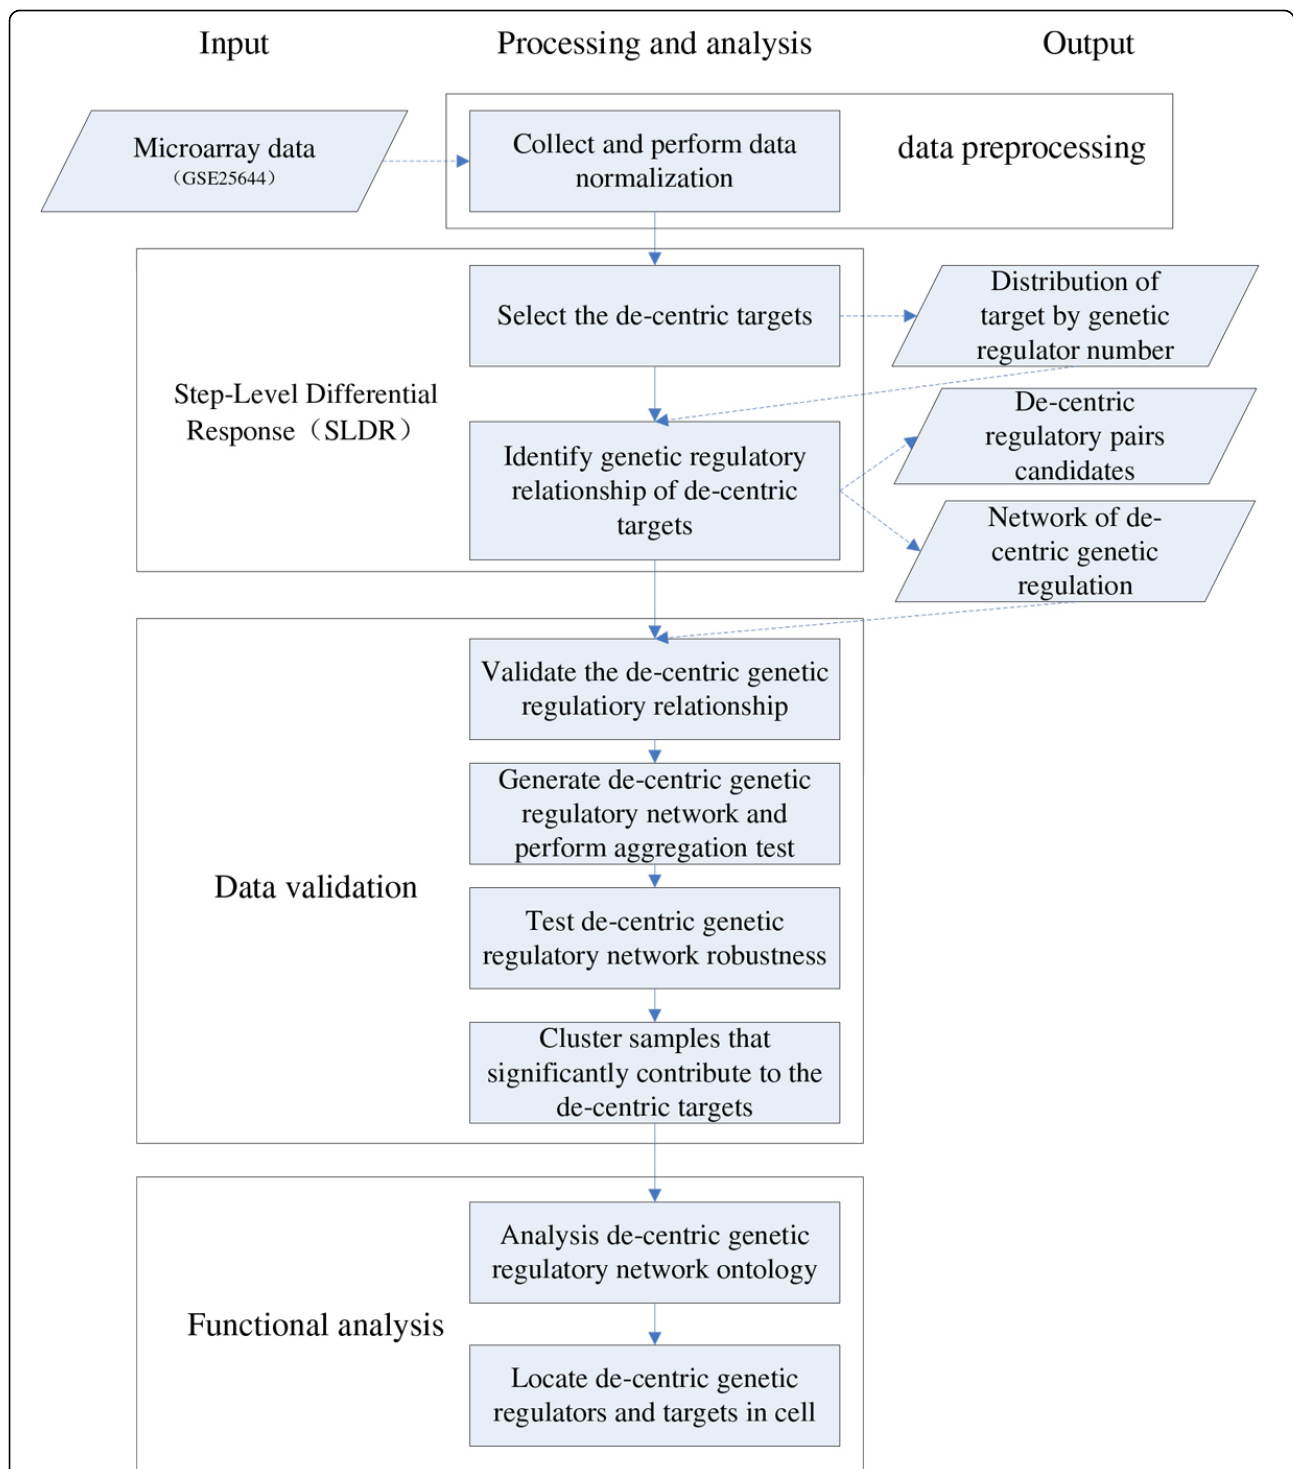 Input
Processing and analysis
Output
Microarray data
（GSE25644）
Collect and perform data
normalization
data preprocessing
Select the de-centric targets
Distribution of
target by genetic
regulator number
Step-Level Differential
Response（SLDR）
Identify genetic regulatory
relationship of de-centric
targets
De-centric
regulatory pairs
candidates
Network of de-
centric genetic
regulation
Validate the de-centric genetic
regulatiory relationship
Generate de-centric genetic
regulatory network and
perform aggregation test
Data validation
Test de-centric genetic
regulatory network robustness
Cluster samples that
significantly contribute to the
de-centric targets
Analysis de-centric genetic
regulatory network ontology
Functional analysis
Locate de-centric genetic
regulators and targets in cell